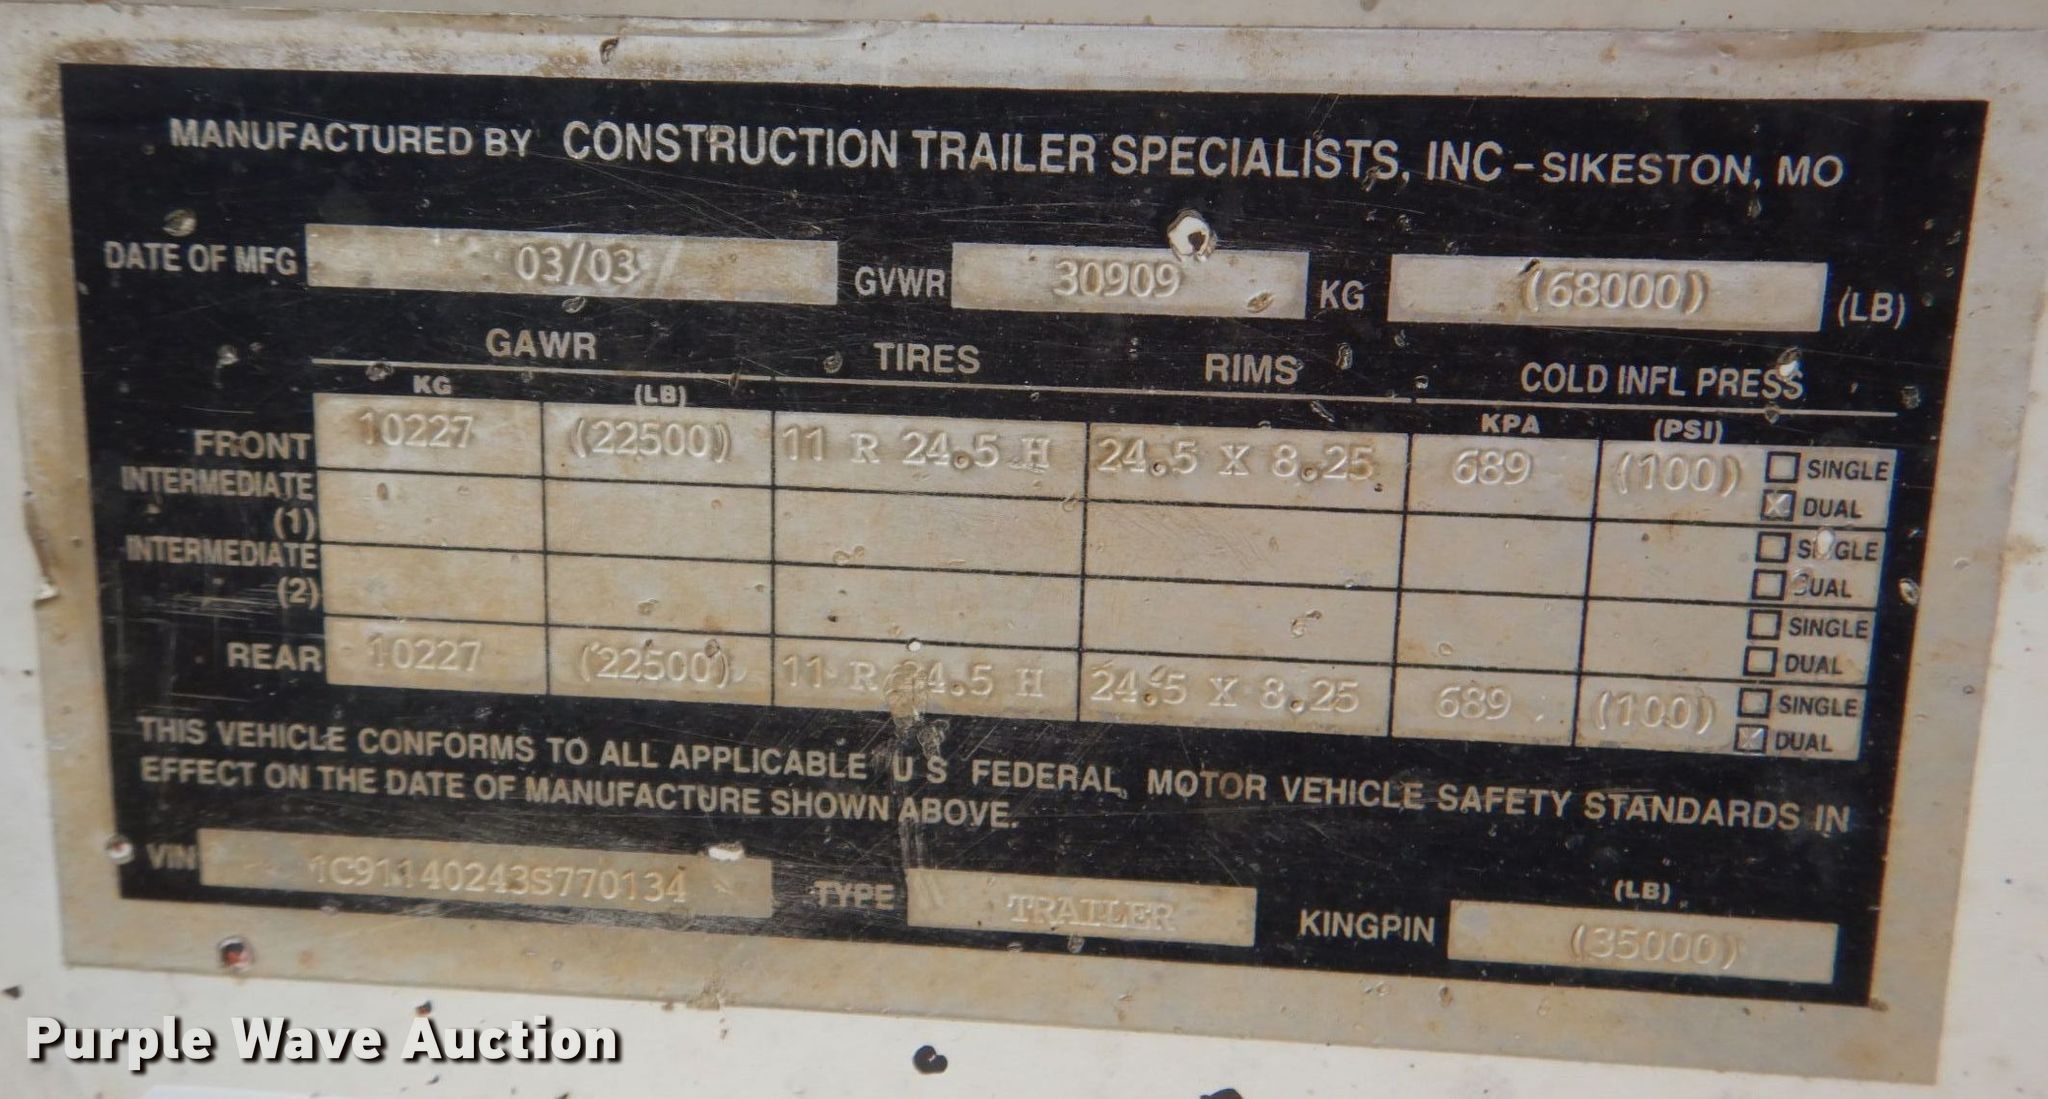 MANUFACTURED BY CONSTRUCTION TRAILER SPECIALISTS, INC - SIKESTON, MO
DATE OF MFG 03/03 GVWR 30909 KG (68000) (LB)
GAWR TIRES RIMS COLD INFL PRESS
KG (LB) KPA (PSI)
FRONT 10227 (22500) 11 R 24.5 H 24.5 X 8.25 689 (100) SINGLE
DUAL
INTERMEDIATE (1) SINGLE
DUAL
INTERMEDIATE (2) SINGLE
DUAL
REAR 10227 (22500) 11 R 24.5 H 24.5 X 8.25 689 (100) SINGLE
DUAL
THIS VEHICLE CONFORMS TO ALL APPLICABLE U S FEDERAL MOTOR VEHICLE SAFETY STANDARDS IN
EFFECT ON THE DATE OF MANUFACTURE SHOWN ABOVE.
(LB)
VIN 1C91140243S770134 TYPE TRAILER KINGPIN (35000)
Purple Wave Auction